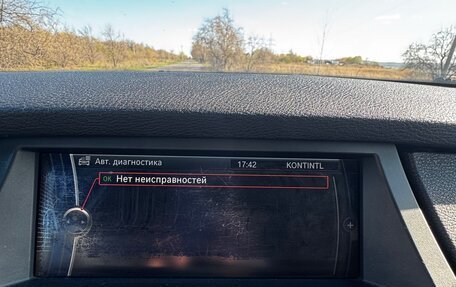 Авт. диагностика 17:42 KONTINTL
OK Нет неисправностей